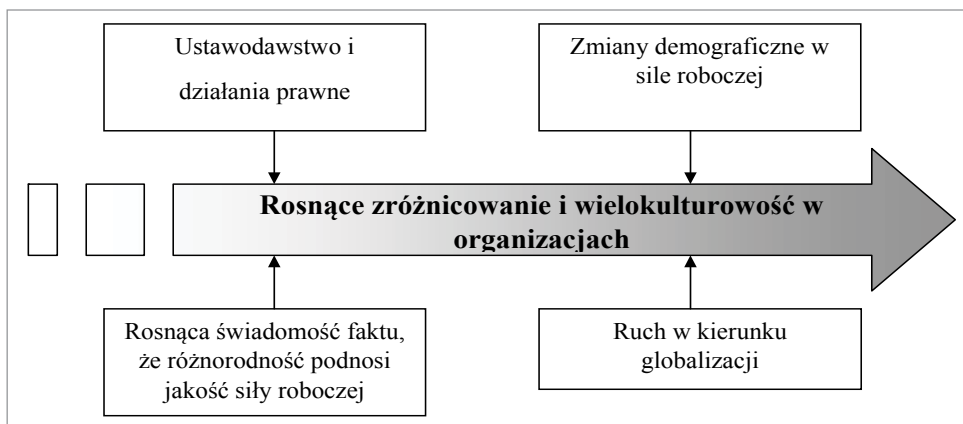 Ustawodawstwo i
działania prawne
Zmiany demograficzne w
sile roboczej
Rosnące zróżnicowanie i wielokulturowość w
organizacjach
Rosnąca świadomość faktu,
że różnorodność podnosi
jakość siły roboczej
Ruch w kierunku
globalizacji